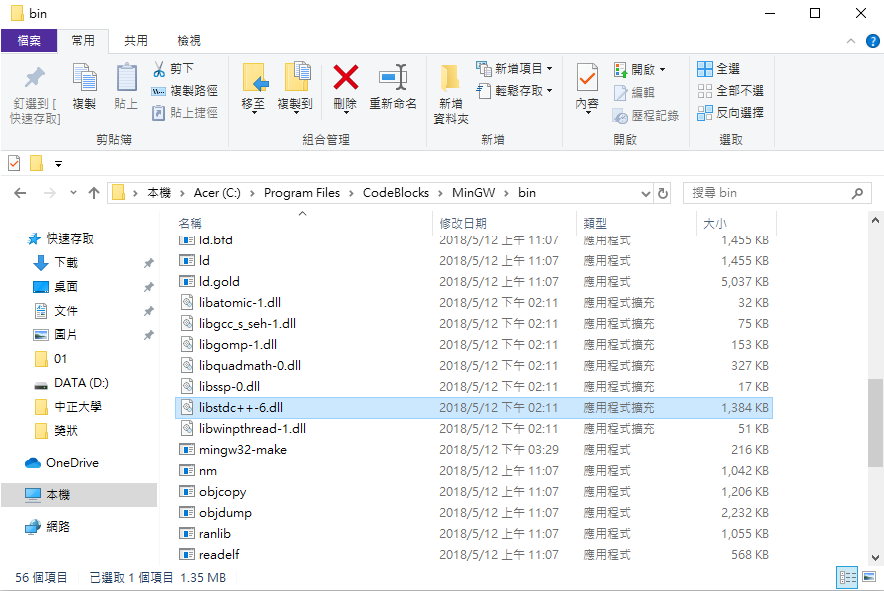 bin
檔案 常用 共用 檢視
釘選到 [快速存取] 複製 貼上 剪下 複製路徑 貼上捷徑 移至 複製到 刪除 重新命名 新增資料夾 新增項目 輕鬆存取 內容 開啟 編輯 歷程記錄 全選 全部不選 反向選擇
剪貼簿 組合管理 新增 開啟 選取
本機 Acer (C:) Program Files CodeBlocks MinGW bin 搜尋 bin
快速存取
下載
桌面
文件
圖片
01
DATA (D:)
中正大學
獎狀
OneDrive
本機
網路
名稱 修改日期 類型 大小
ld.bfd 2018/5/12 上午 11:07 應用程式 1,455 KB
ld 2018/5/12 上午 11:07 應用程式 1,455 KB
ld.gold 2018/5/12 上午 11:07 應用程式 5,037 KB
libatomic-1.dll 2018/5/12 下午 02:11 應用程式擴充 32 KB
libgcc_s_seh-1.dll 2018/5/12 下午 02:11 應用程式擴充 75 KB
libgomp-1.dll 2018/5/12 下午 02:11 應用程式擴充 153 KB
libquadmath-0.dll 2018/5/12 下午 02:11 應用程式擴充 327 KB
libssp-0.dll 2018/5/12 下午 02:11 應用程式擴充 17 KB
libstdc++-6.dll 2018/5/12 下午 02:11 應用程式擴充 1,384 KB
libwinpthread-1.dll 2018/5/12 下午 02:11 應用程式擴充 51 KB
mingw32-make 2018/5/12 下午 03:29 應用程式 216 KB
nm 2018/5/12 上午 11:07 應用程式 1,042 KB
objcopy 2018/5/12 上午 11:07 應用程式 1,206 KB
objdump 2018/5/12 上午 11:07 應用程式 2,232 KB
ranlib 2018/5/12 上午 11:07 應用程式 1,055 KB
readelf 2018/5/12 上午 11:07 應用程式 568 KB
56 個項目 已選取 1 個項目 1.35 MB